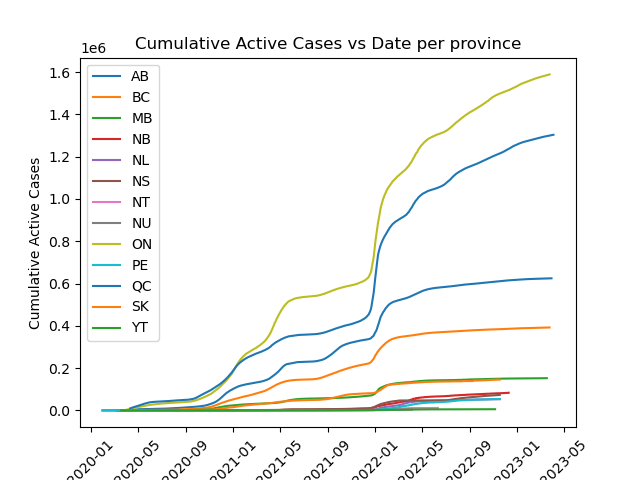 Cumulative Active Cases vs Date per province
1e6
1.6
1.4
1.2
1.0
0.8
0.6
0.4
0.2
0.0
Cumulative Active Cases
AB
BC
MB
NB
NL
NS
NT
NU
ON
PE
QC
SK
YT
2020-01
2020-05
2020-09
2021-01
2021-05
2021-09
2022-01
2022-05
2022-09
2023-01
2023-05